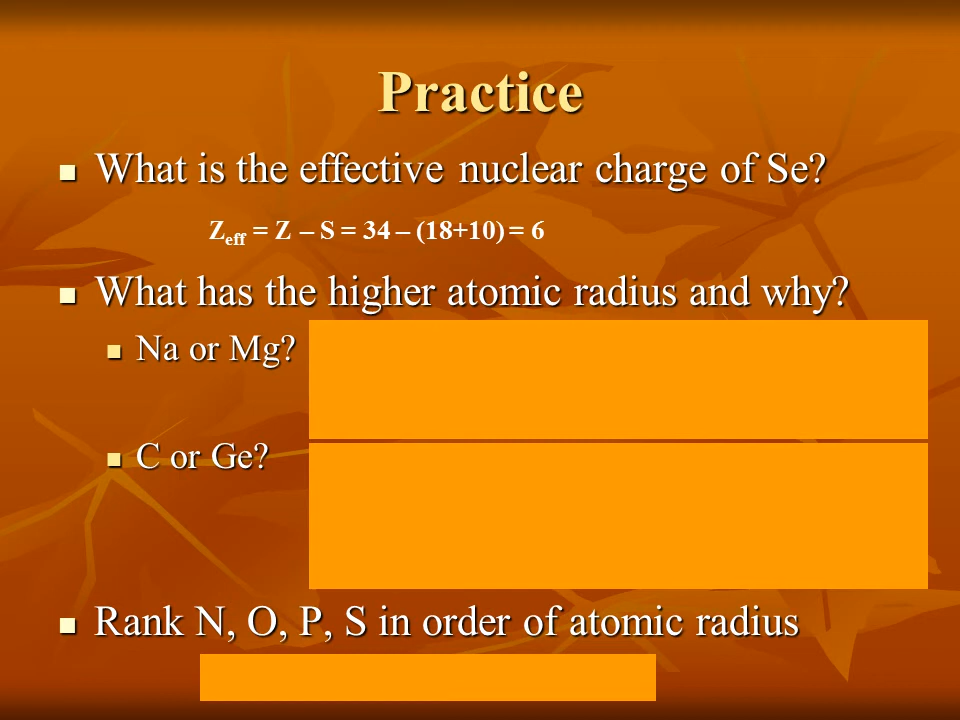 Practice
What is the effective nuclear charge of Se?
Zeff = Z – S = 34 – (18+10) = 6
What has the higher atomic radius and why?
Na or Mg?
C or Ge?
Rank N, O, P, S in order of atomic radius